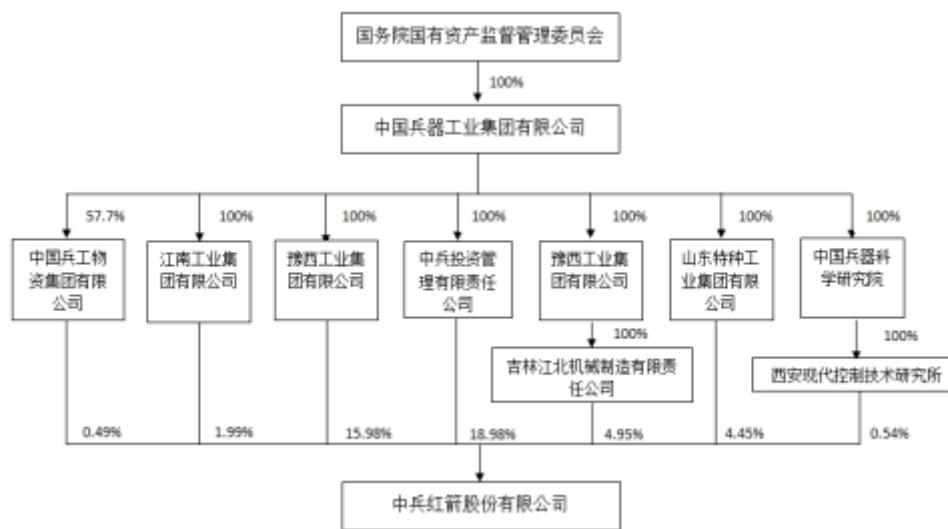 国务院国有资产监督管理委员会
100%
中国兵器工业集团有限公司
57.7%
100%
100%
100%
100%
100%
100%
中国兵工物
资集团有限
公司
江南工业集
团有限公司
豫西工业集
团有限公司
中兵投资管
理有限责任
公司
豫西工业集
团有限公司
山东特种工
业集团有限
公司
中国兵器科
学研究院
100%
100%
吉林江北机械制造有限责
任公司
西安现代控制技术研究所
0.49%
1.99%
15.98%
18.98%
4.95%
4.45%
0.54%
中兵红箭股份有限公司